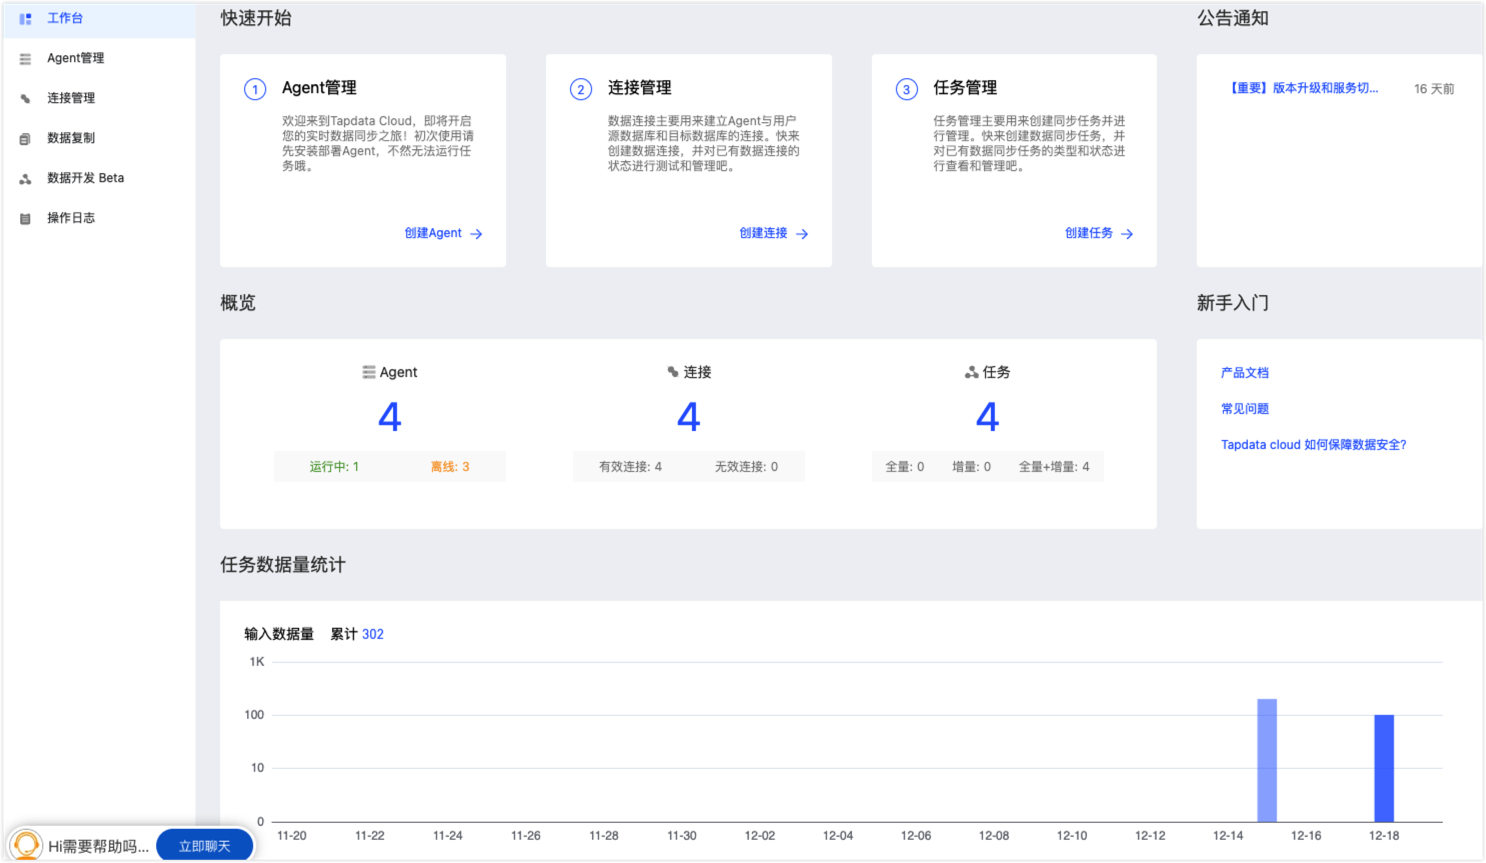 工作台
Agent管理
连接管理
数据复制
数据开发 Beta
操作日志
Hi需要帮助吗...
立即聊天
快速开始
1 Agent管理
欢迎来到Tapdata Cloud，即将开启
您的实时数据同步之旅！初次使用请
先安装部署Agent，不然无法运行任
务哦。
创建Agent →
2 连接管理
数据连接主要用来建立Agent与用户
源数据库和目标数据库的连接。快来
创建数据连接，并对已有数据连接的
状态进行测试和管理吧。
创建连接 →
3 任务管理
任务管理主要用来创建同步任务并进
行管理。快来创建数据同步任务，并
对已有数据同步任务的类型和状态进
行查看和管理吧。
创建任务 →
公告通知
【重要】版本升级和服务切... 16 天前
概览
Agent
4
运行中: 1 离线: 3
连接
4
有效连接: 4 无效连接: 0
任务
4
全量: 0 增量: 0 全量+增量: 4
新手入门
产品文档
常见问题
Tapdata cloud 如何保障数据安全?
任务数据量统计
输入数据量 累计 302
1K
100
10
0
11-20 11-22 11-24 11-26 11-28 11-30 12-02 12-04 12-06 12-08 12-10 12-12 12-14 12-16 12-18